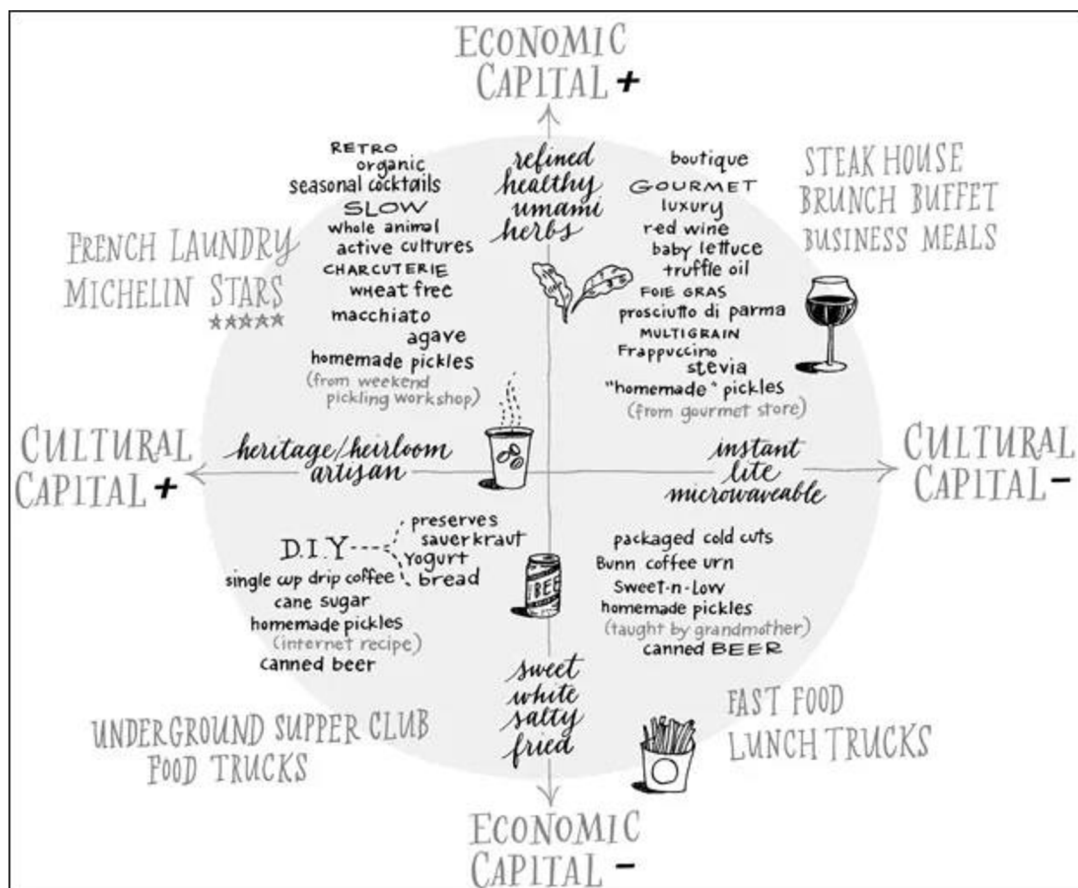 ECONOMIC
CAPITAL +
RETRO
organic
seasonal cocktails
SLOW
whole animal
active cultures
CHARCUTERIE
wheat free
macchiato
agave
homemade pickles
(from weekend
pickling workshop)
refined
healthy
umami
herbs
boutique
GOURMET
luxury
red wine
baby lettuce
truffle oil
FOIE GRAS
prosciutto di parma
MULTIGRAIN
Frappuccino
stevia
"homemade" pickles
(from gourmet store)
STEAK HOUSE
BRUNCH BUFFET
BUSINESS MEALS
FRENCH LAUNDRY
MICHELIN STARS
CULTURAL
CAPITAL +
heritage/heirloom
artisan
instant
lite
microwaveable
CULTURAL
CAPITAL -
D.I.Y
preserves
sauerkraut
Yogurt
bread
single cup drip coffee
cane sugar
homemade pickles
(internet recipe)
canned beer
BEE
packaged cold cuts
Bunn coffee urn
Sweet-n-Low
homemade pickles
(taught by grandmother)
canned BEER
sweet
white
salty
fried
UNDERGROUND SUPPER CLUB
FOOD TRUCKS
FAST FOOD
LUNCH TRUCKS
ECONOMIC
CAPITAL -